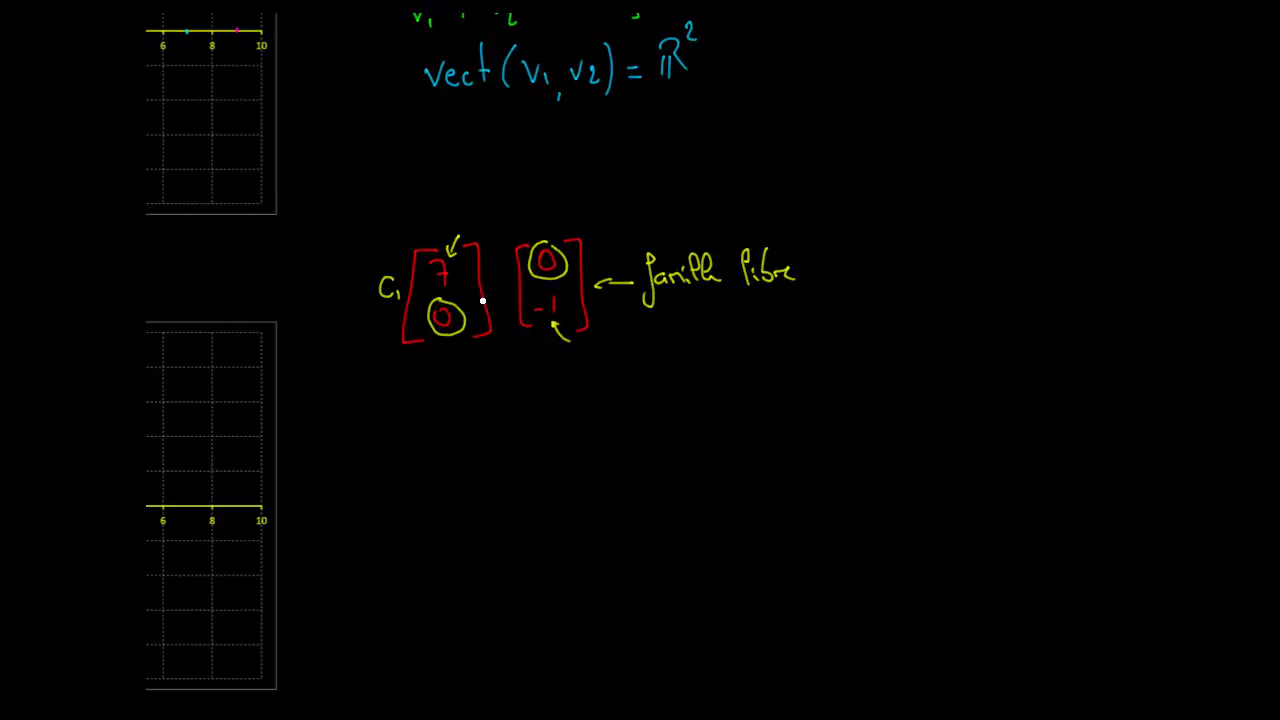 6 8 10
vect(v1, v2) = ℝ²
c₁ [7 0] [0 -1] ← famille libre
6 8 10